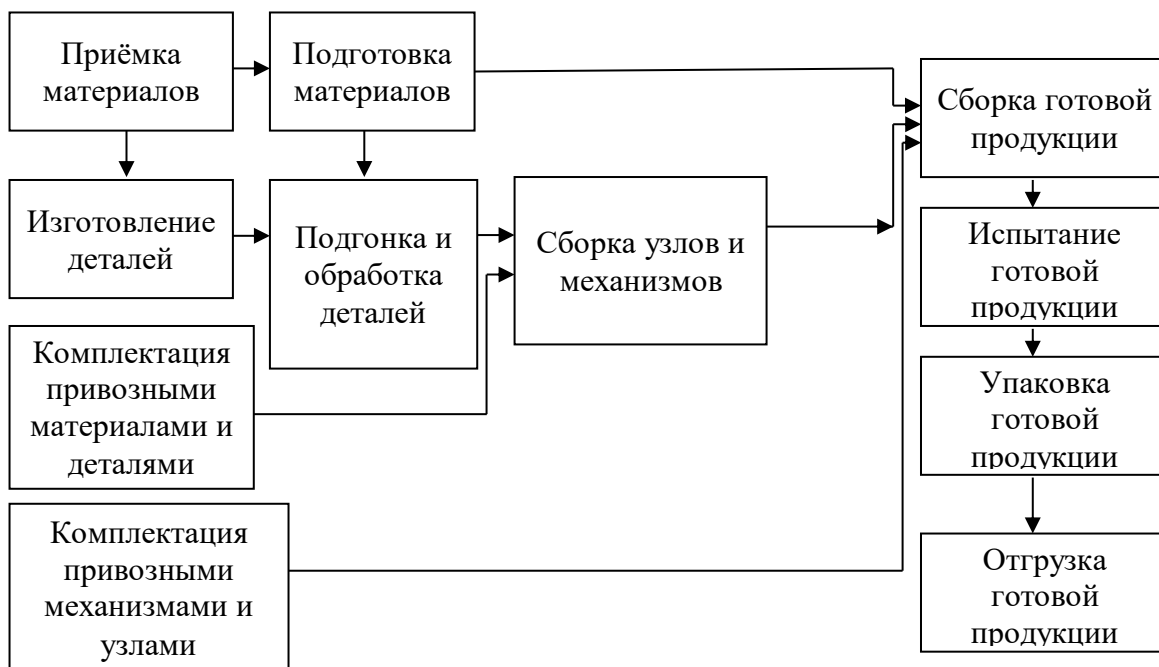 Приёмка
материалов
Подготовка
материалов
Сборка готовой
продукции
Изготовление
деталей
Подгонка и
обработка
деталей
Сборка узлов и
механизмов
Испытание
готовой
продукции
Комплектация
привозными
материалами и
деталями
Упаковка
готовой
продукции
Комплектация
привозными
механизмами и
узлами
Отгрузка
готовой
продукции